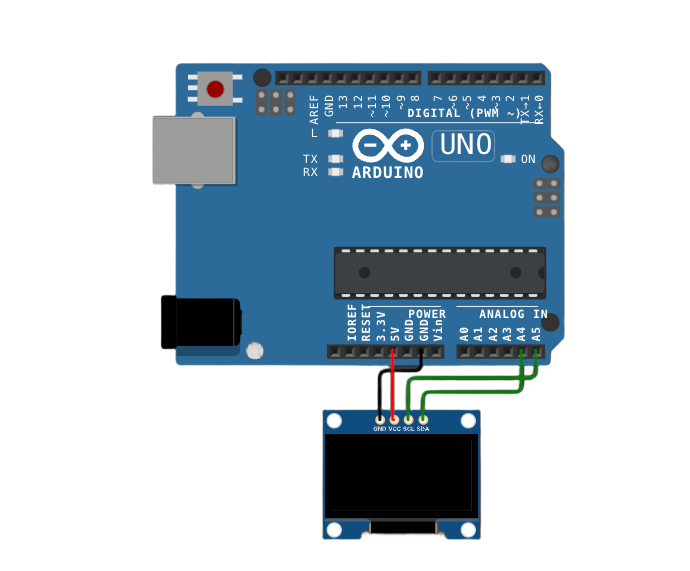 AREF
GND
13
12
~11
~10
~9
8
7
~6
~5
4
~3
2
TX→1
RX←0
DIGITAL (PWM ~)
L
TX
RX
UNO
ARDUINO
ON
IOREF
RESET
3.3V
5V
GND
GND
Vin
POWER
ANALOG IN
A0
A1
A2
A3
A4
A5
GND VCC SCL SDA